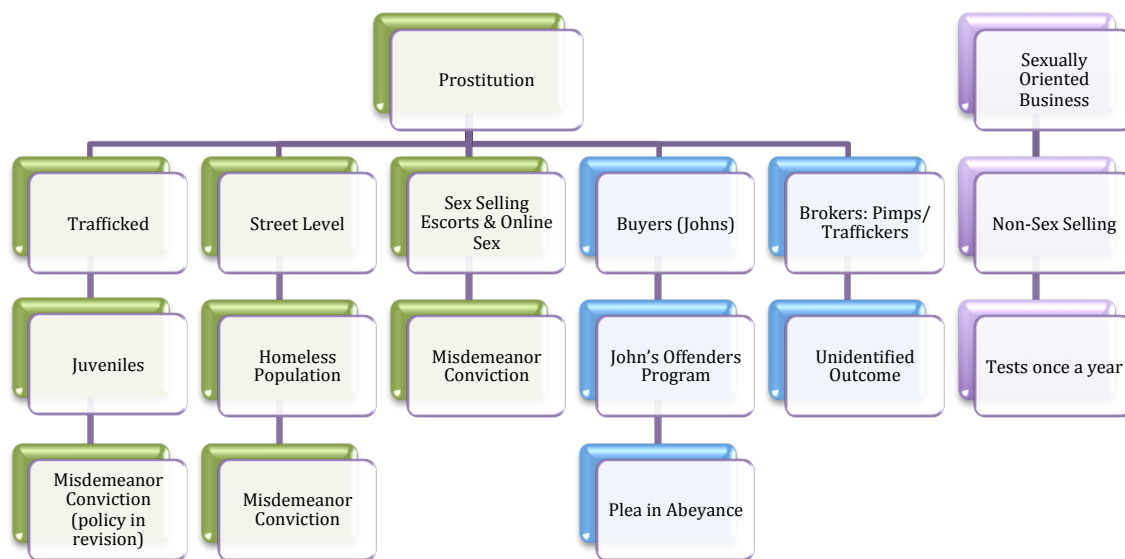 Prostitution
Sexually
Oriented
Business
Trafficked
Street Level
Sex Selling
Escorts & Online
Sex
Buyers (Johns)
Brokers: Pimps/
Traffickers
Non-Sex Selling
Juveniles
Homeless
Population
Misdemeanor
Conviction
John’s Offenders
Program
Unidentified
Outcome
Tests once a year
Misdemeanor
Conviction
(policy in
revision)
Misdemeanor
Conviction
Plea in Abeyance